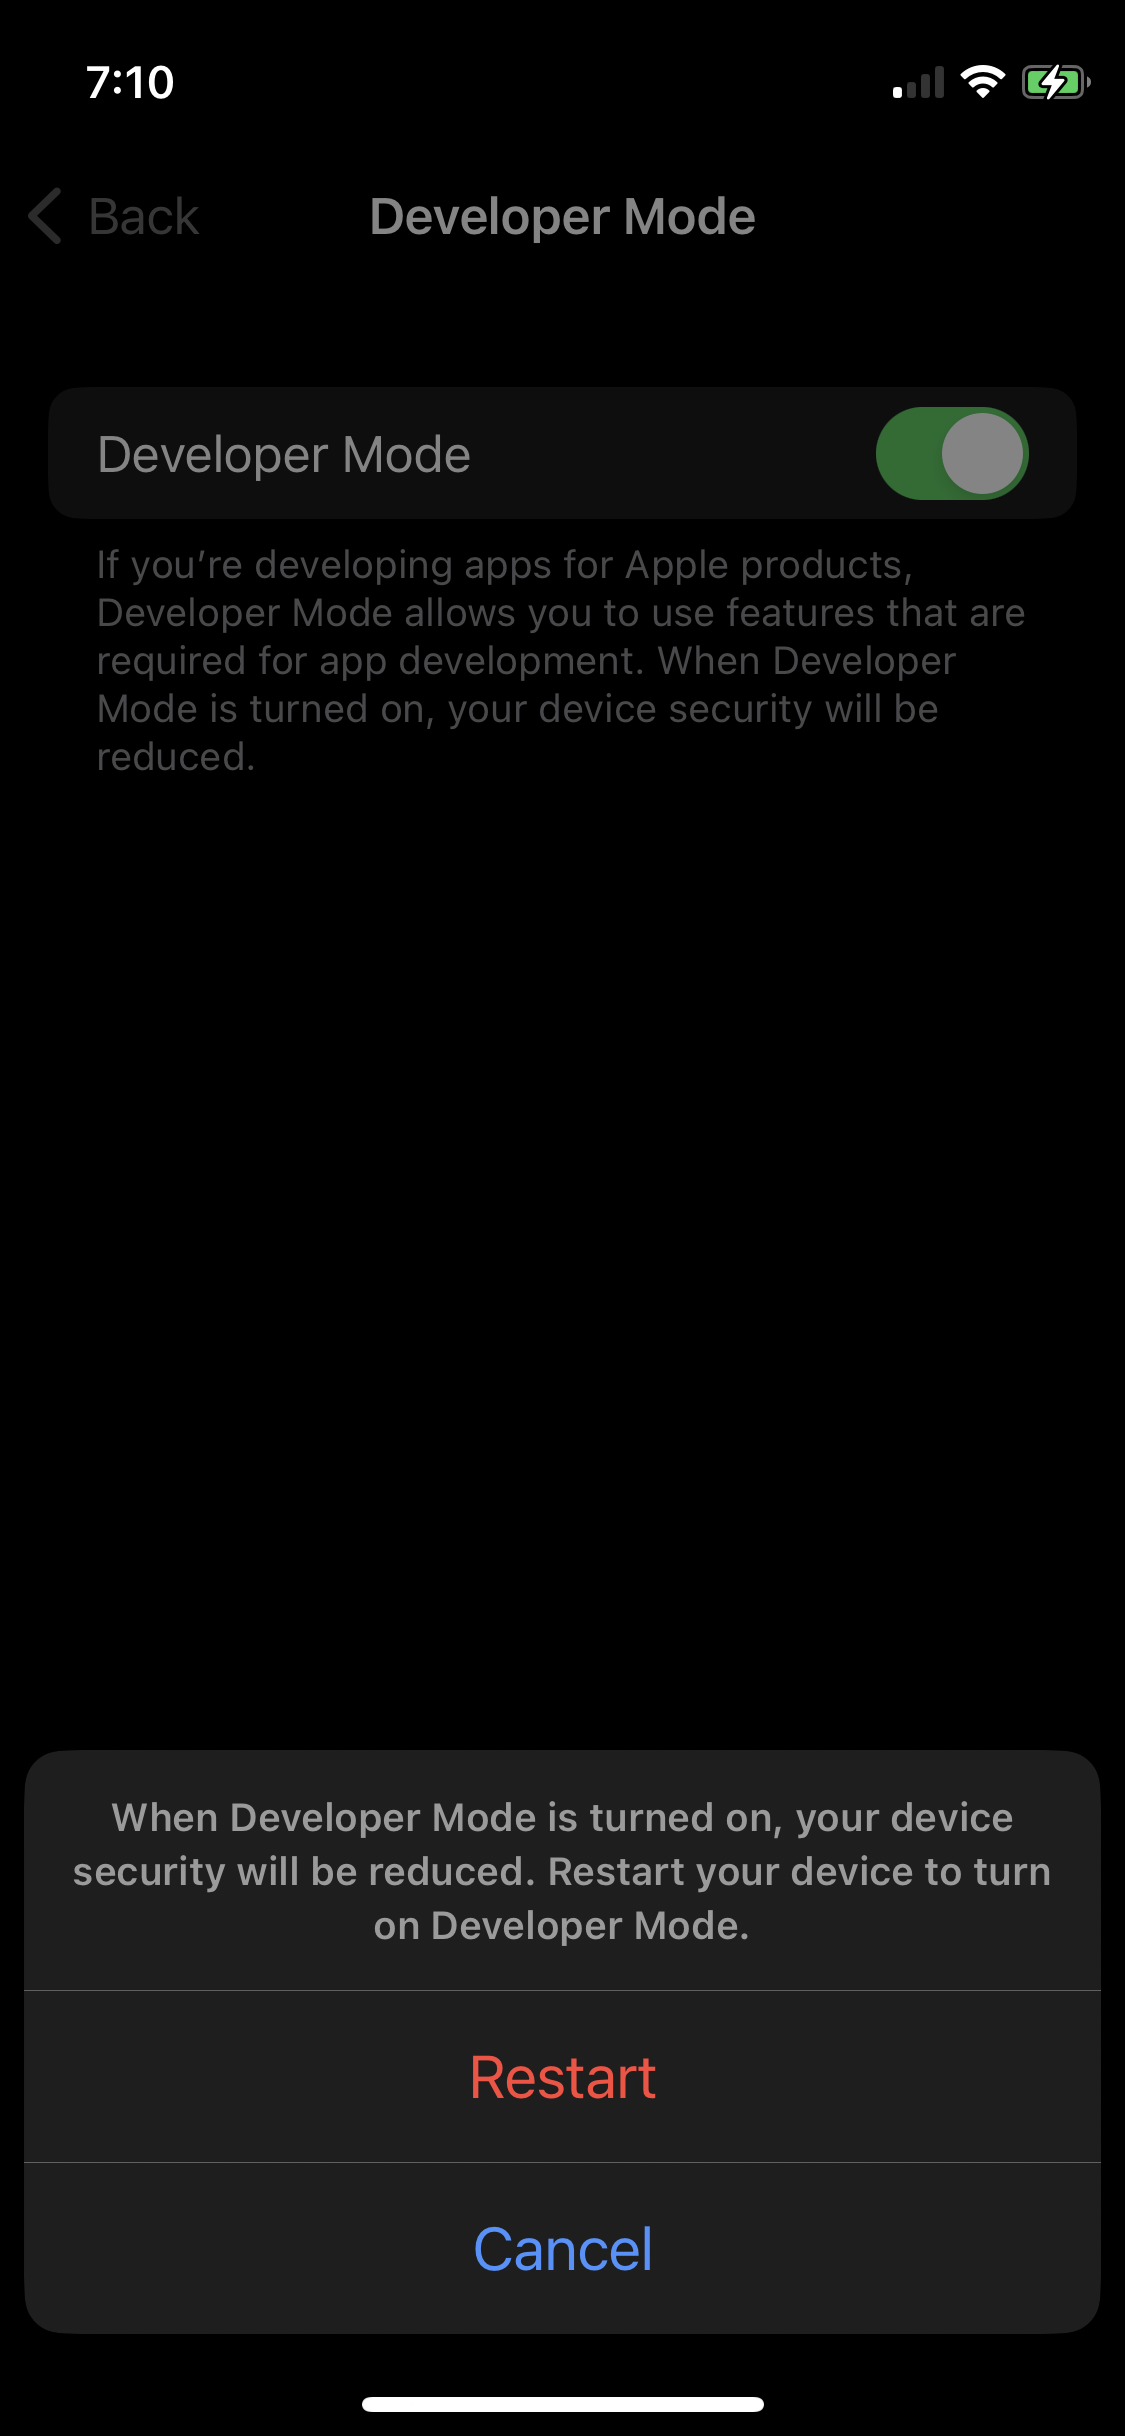 7:10
Back
Developer Mode
Developer Mode
If you’re developing apps for Apple products,
Developer Mode allows you to use features that are
required for app development. When Developer
Mode is turned on, your device security will be
reduced.
When Developer Mode is turned on, your device
security will be reduced. Restart your device to turn
on Developer Mode.
Restart
Cancel